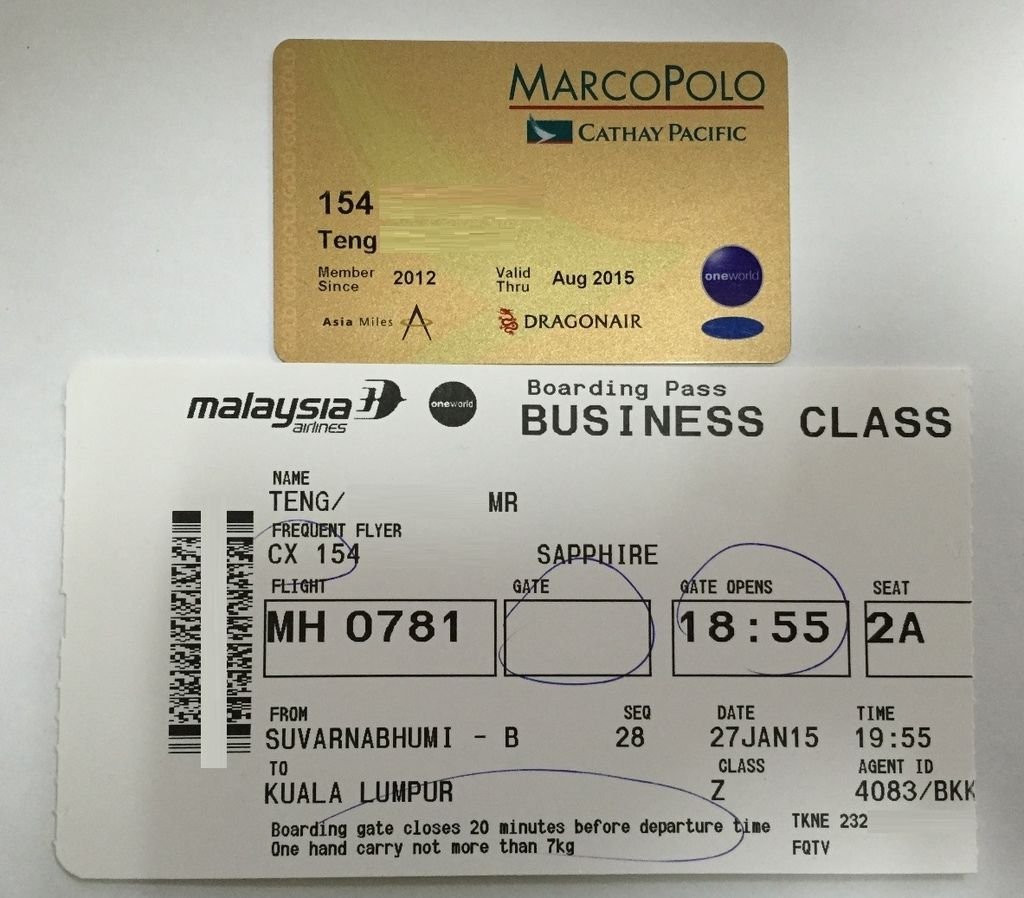 MARCOPOLO
CATHAY PACIFIC
154
Teng
Member Since 2012 Valid Thru Aug 2015
oneworld
Asia Miles DRAGONAIR
malaysia airlines oneworld
Boarding Pass
BUSINESS CLASS
NAME
TENG/ MR
FREQUENT FLYER
CX 154 SAPPHIRE
FLIGHT GATE GATE OPENS SEAT
MH 0781 18:55 2A
FROM SEQ DATE TIME
SUVARNABHUMI - B 28 27JAN15 19:55
TO CLASS AGENT ID
KUALA LUMPUR Z 4083/BKK
Boarding gate closes 20 minutes before departure time TKNE 232
One hand carry not more than 7kg FQTV